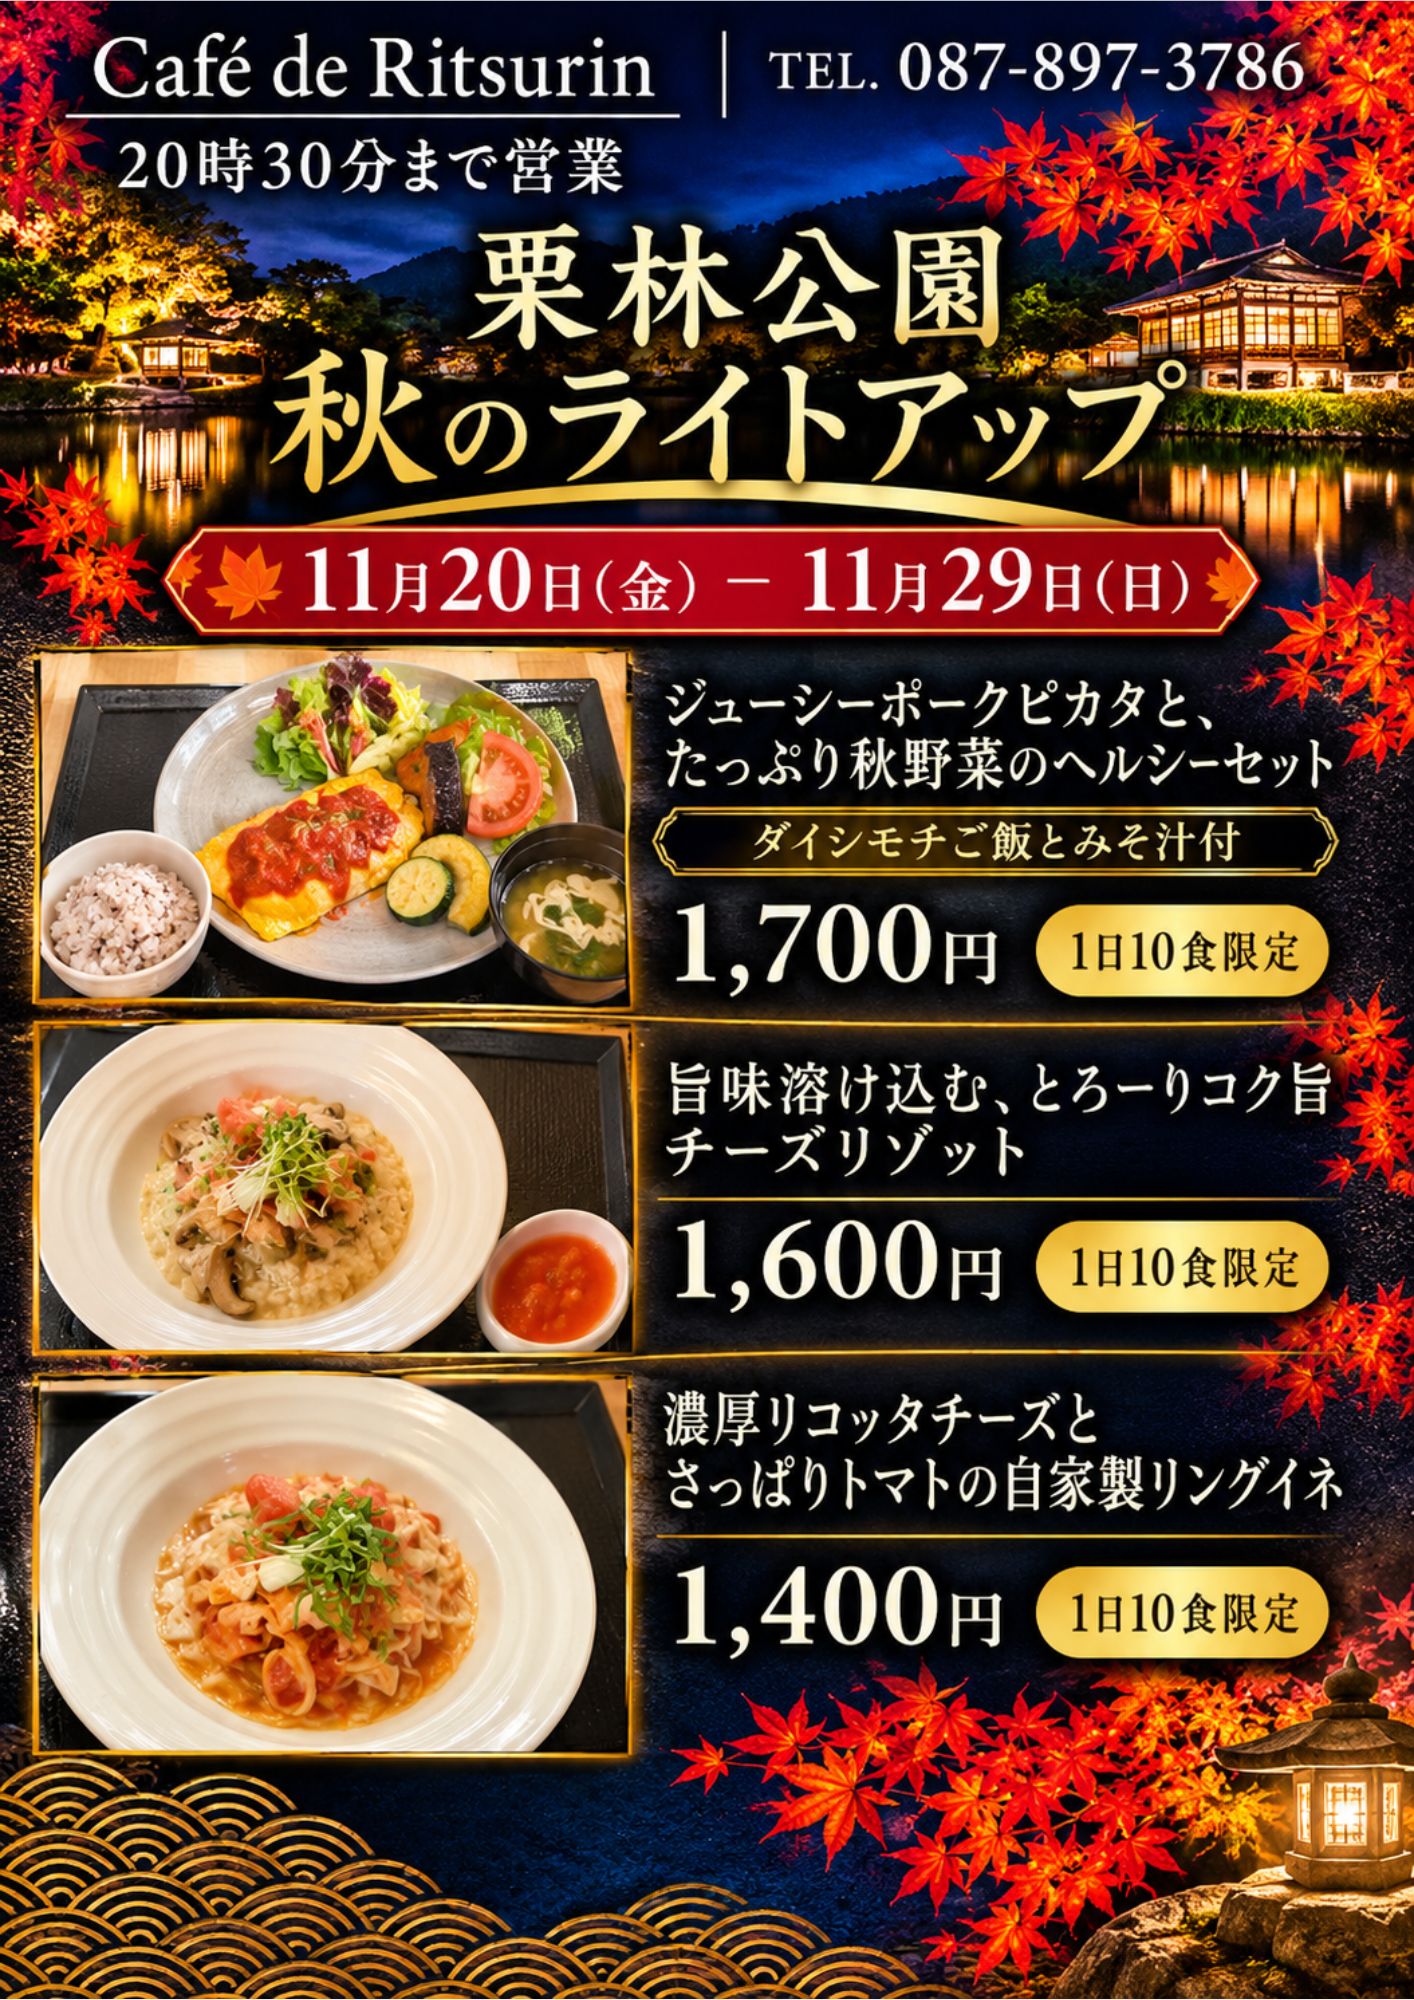 Café de Ritsurin
TEL. 087-897-3786
20時30分まで営業
栗林公園
秋のライトアップ
11月20日(金) － 11月29日(日)
ジューシーポークピカタと、
たっぷり秋野菜のヘルシーセット
ダイシモチご飯とみそ汁付
1,700円
1日10食限定
旨味溶け込む、とろーりコク旨
チーズリゾット
1,600円
1日10食限定
濃厚リコッタチーズと
さっぱりトマトの自家製リングイネ
1,400円
1日10食限定